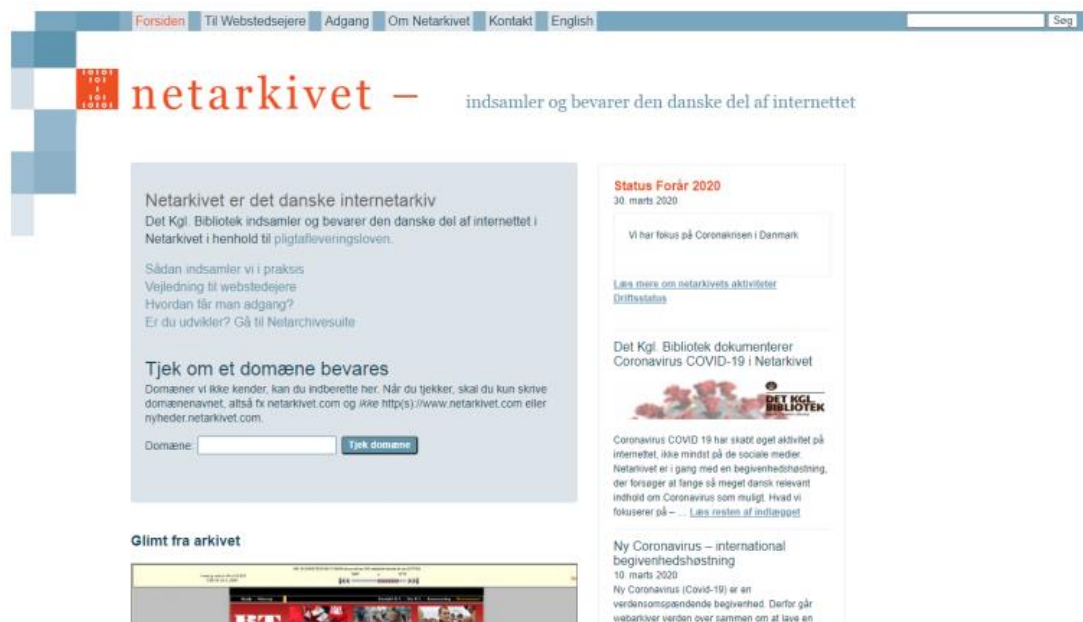 Forsiden Til Webstedsejere Adgang Om Netarkivet Kontakt English Søg
netarkivet –
indsamler og bevarer den danske del af internettet
Netarkivet er det danske internetarkiv
Det Kgl. Bibliotek indsamler og bevarer den danske del af internettet i
Netarkivet i henhold til pligtafleveringsloven.
Sådan indsamler vi i praksis
Vejledning til webstedejere
Hvordan får man adgang?
Er du udvikler? Gå til Netarchivesuite
Tjek om et domæne bevares
Domæner vi ikke kender, kan du indberette her. Når du tjekker, skal du kun skrive
domænenavnet, altså fx netarkivet.com og ikke http(s)://www.netarkivet.com eller
nyheder.netarkivet.com.
Domæne: Tjek domæne
Glimt fra arkivet
BT
Status Forår 2020
30. marts 2020
Vi har fokus på Coronakrisen i Danmark
Læs mere om netarkivets aktiviteter
Driftsstatus
Det Kgl. Bibliotek dokumenterer
Coronavirus COVID-19 i Netarkivet
DET KGL.
BIBLIOTEK
Coronavirus COVID 19 har skabt øget aktivitet på
internettet, ikke mindst på de sociale medier.
Netarkivet er i gang med en begivenhedshøstning,
der forsøger at fange så meget dansk relevant
indhold om Coronavirus som muligt. Hvad vi
fokuserer på – … Læs resten af indlægget
Ny Coronavirus – international
begivenhedshøstning
10. marts 2020
Ny Coronavirus (Covid-19) er en
verdensomspændende begivenhed. Derfor går
webarkiver verden over sammen om at lave en